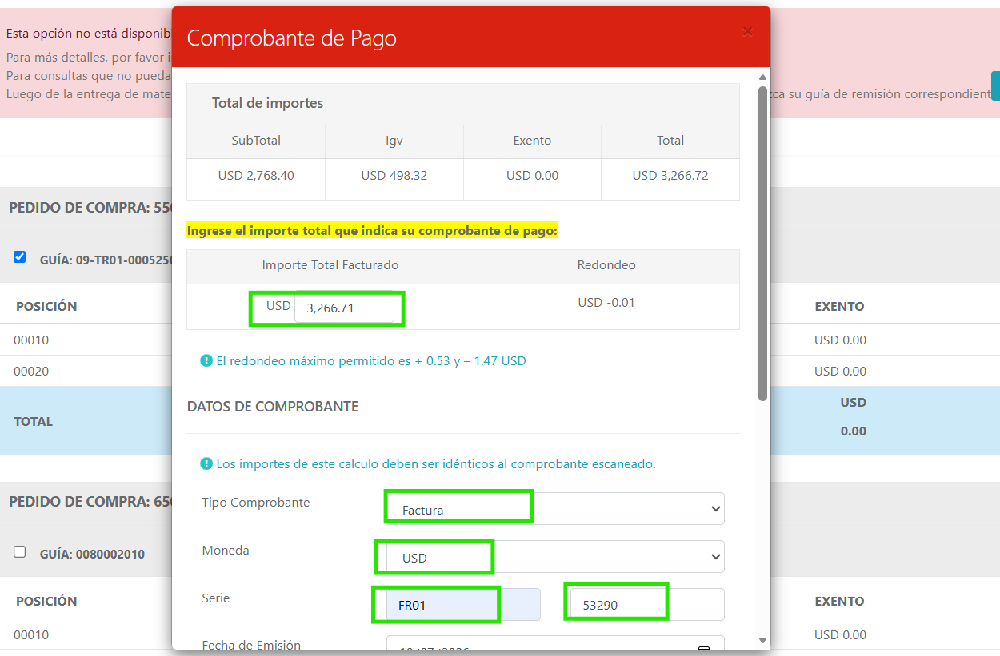 Comprobante de Pago
×
Esta opción no está disponib
Para más detalles, por favor i
Para consultas que no pueda
Luego de la entrega de mate
zca su guía de remisión correspondient
Total de importes
SubTotal Igv Exento Total
USD 2,768.40 USD 498.32 USD 0.00 USD 3,266.72
Ingrese el importe total que indica su comprobante de pago:
Importe Total Facturado Redondeo
USD 3,266.71 USD -0.01
El redondeo máximo permitido es + 0.53 y – 1.47 USD
DATOS DE COMPROBANTE
Los importes de este calculo deben ser idénticos al comprobante escaneado.
Tipo Comprobante Factura
Moneda USD
Serie FR01 53290
Fecha de Emisión
PEDIDO DE COMPRA: 550
GUÍA: 09-TR01-0005250
POSICIÓN EXENTO
00010 USD 0.00
00020 USD 0.00
TOTAL USD
0.00
PEDIDO DE COMPRA: 650
GUÍA: 0080002010
POSICIÓN EXENTO
00010 USD 0.00